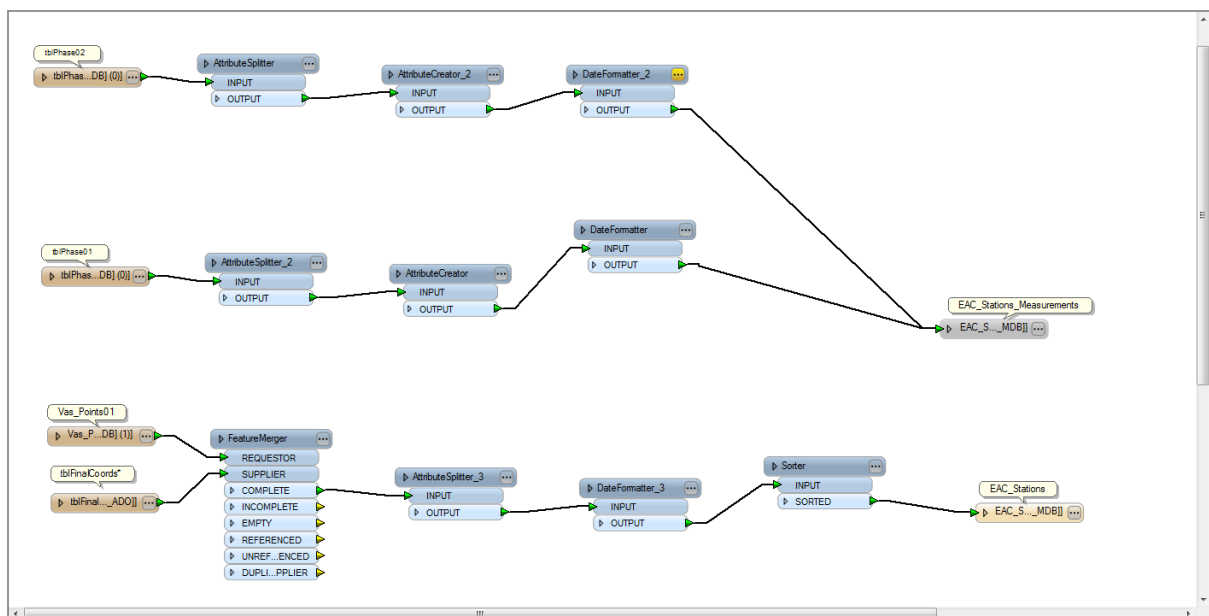 tblPhase02
tblPhas...DB] (0)]
AttributeSplitter
INPUT
OUTPUT
AttributeCreator_2
INPUT
OUTPUT
DateFormatter_2
INPUT
OUTPUT
tblPhase01
tblPhas...DB] (0)]
AttributeSplitter_2
INPUT
OUTPUT
AttributeCreator
INPUT
OUTPUT
DateFormatter
INPUT
OUTPUT
EAC_Stations_Measurements
EAC_S..._MDB]]
Vas_Points01
Vas_P...DB] (1)]
tblFinalCoords*
tblFinal..._ADO]]
FeatureMerger
REQUESTOR
SUPPLIER
COMPLETE
INCOMPLETE
EMPTY
REFERENCED
UNREF...ENCED
DUPLI...PPLIER
AttributeSplitter_3
INPUT
OUTPUT
DateFormatter_3
INPUT
OUTPUT
Sorter
INPUT
SORTED
EAC_Stations
EAC_S..._MDB]]